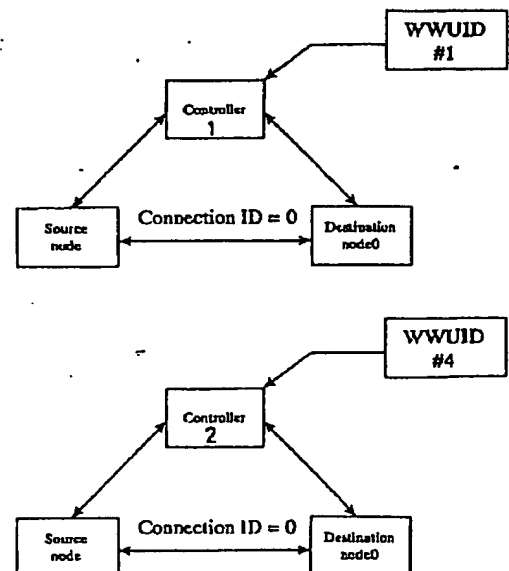 WWUID
#1
Controller
1
Connection ID = 0
Source
node
Destination
node0
WWUID
#4
Controller
2
Connection ID = 0
Source
node
Destination
node0